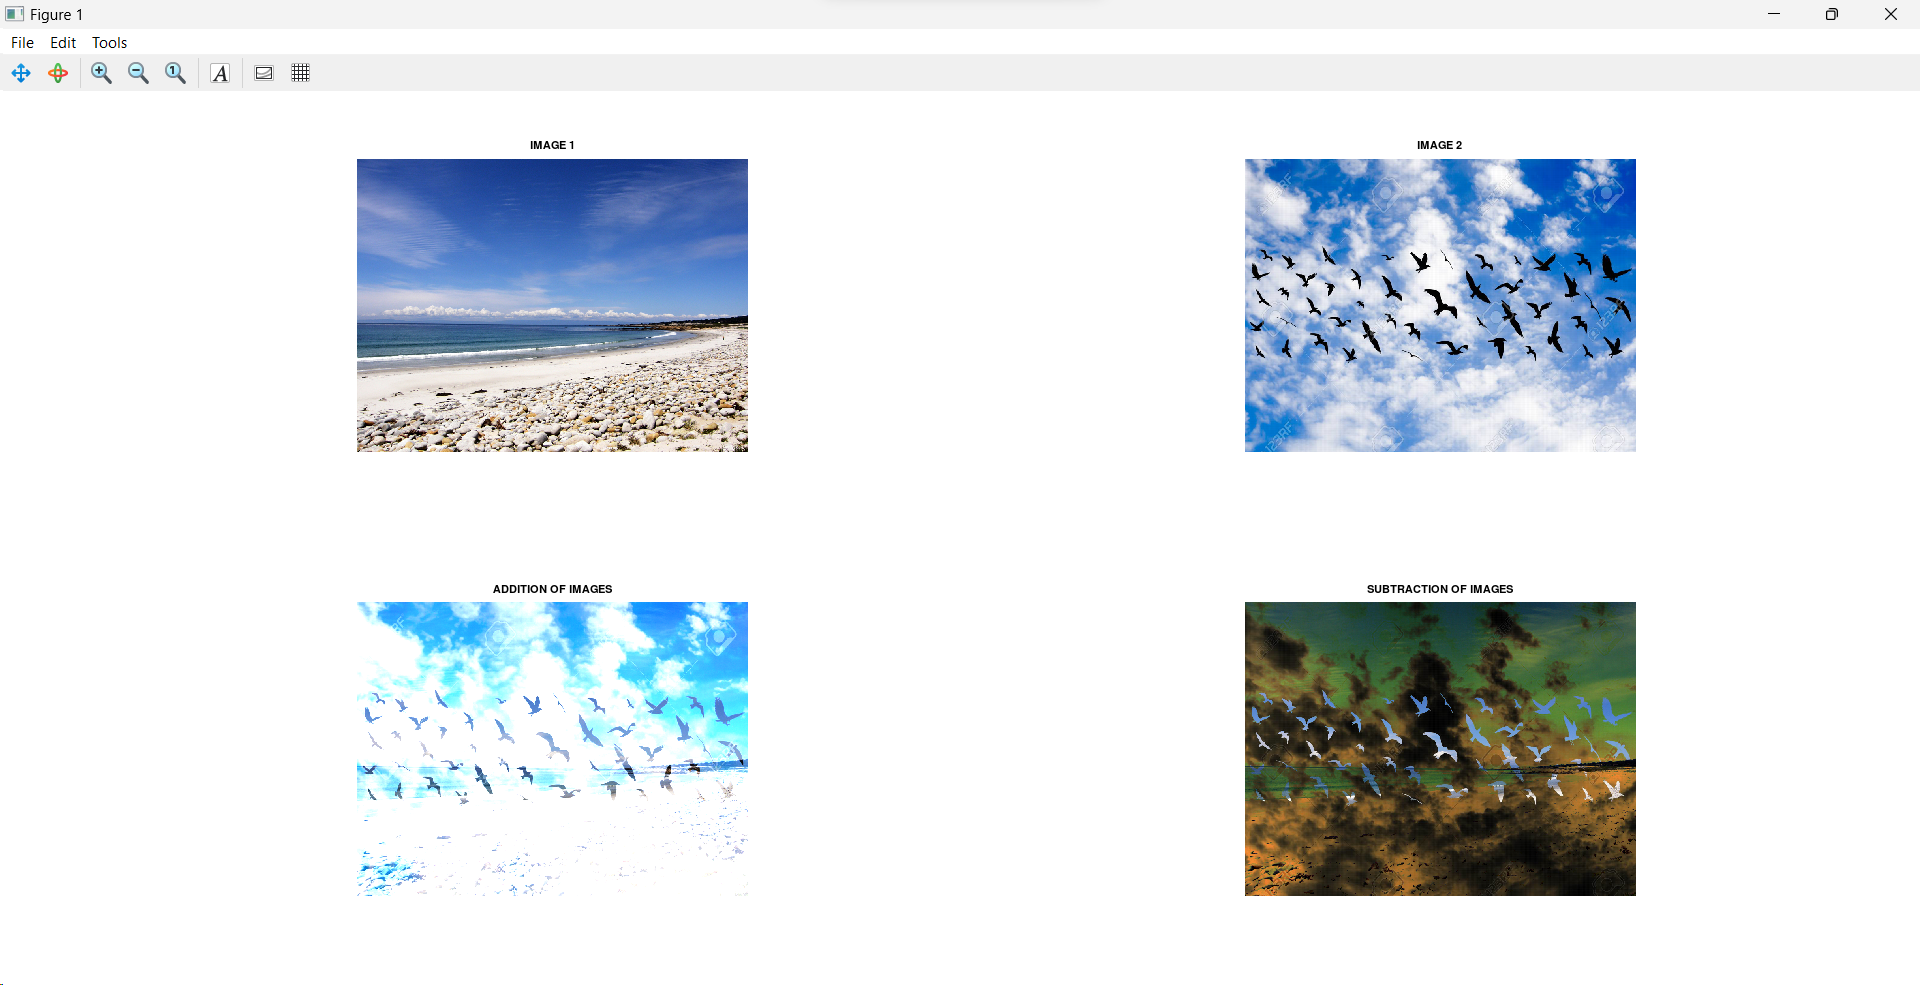 Figure 1
File Edit Tools
IMAGE 1
IMAGE 2
ADDITION OF IMAGES
SUBTRACTION OF IMAGES